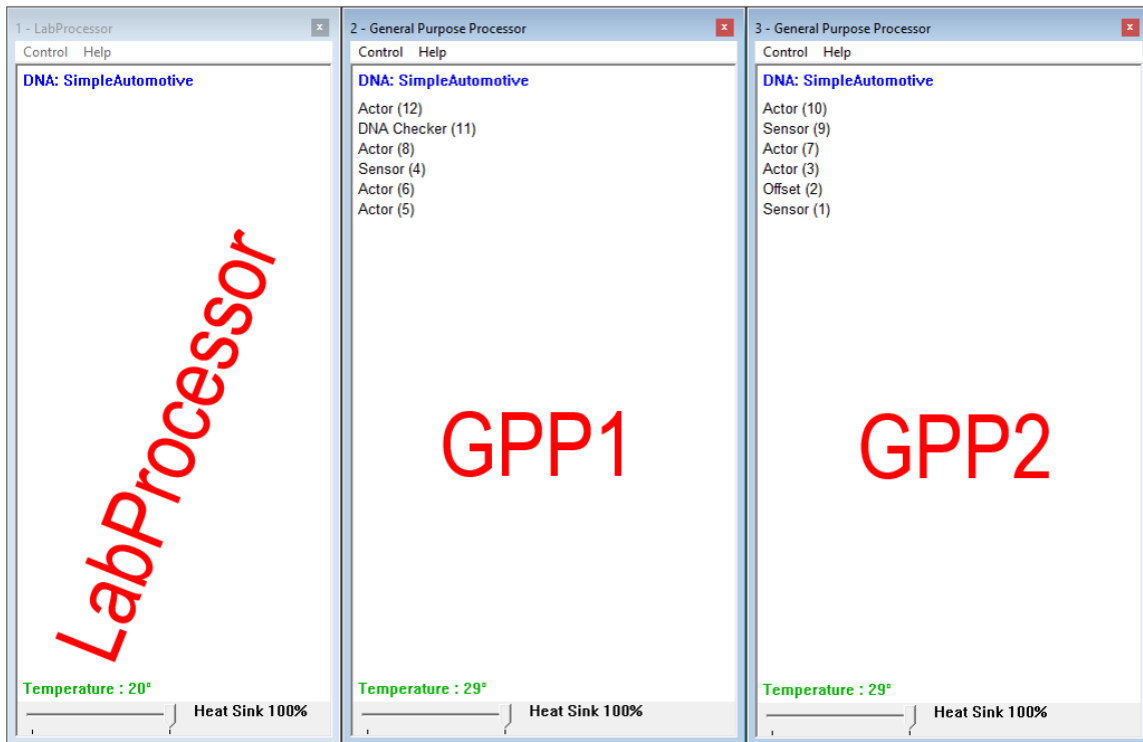 1 - LabProcessor
x
Control Help
DNA: SimpleAutomotive
LabProcessor
Temperature : 20°
Heat Sink 100%
2 - General Purpose Processor
x
Control Help
DNA: SimpleAutomotive
Actor (12)
DNA Checker (11)
Actor (8)
Sensor (4)
Actor (6)
Actor (5)
GPP1
Temperature : 29°
Heat Sink 100%
3 - General Purpose Processor
x
Control Help
DNA: SimpleAutomotive
Actor (10)
Sensor (9)
Actor (7)
Actor (3)
Offset (2)
Sensor (1)
GPP2
Temperature : 29°
Heat Sink 100%